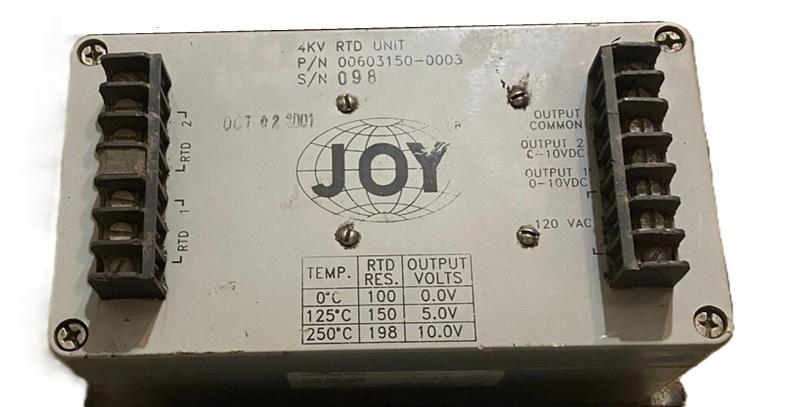 4KV RTD UNIT
P/N 00603150-0003
S/N 098
OCT 02 2001
R
JOY
RTD 2
RTD 1
OUTPUT
COMMON
OUTPUT 2
0-10VDC
OUTPUT 1
0-10VDC
120 VAC
TEMP. RTD RES. OUTPUT VOLTS
0°C 100 0.0V
125°C 150 5.0V
250°C 198 10.0V